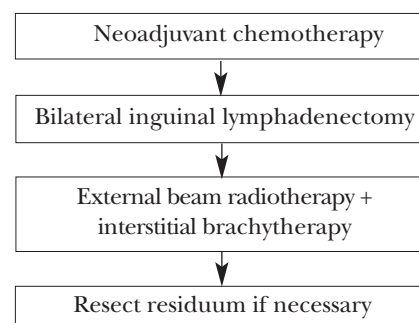 Neoadjuvant chemotherapy
Bilateral inguinal lymphadenectomy
External beam radiotherapy +
interstitial brachytherapy
Resect residuum if necessary